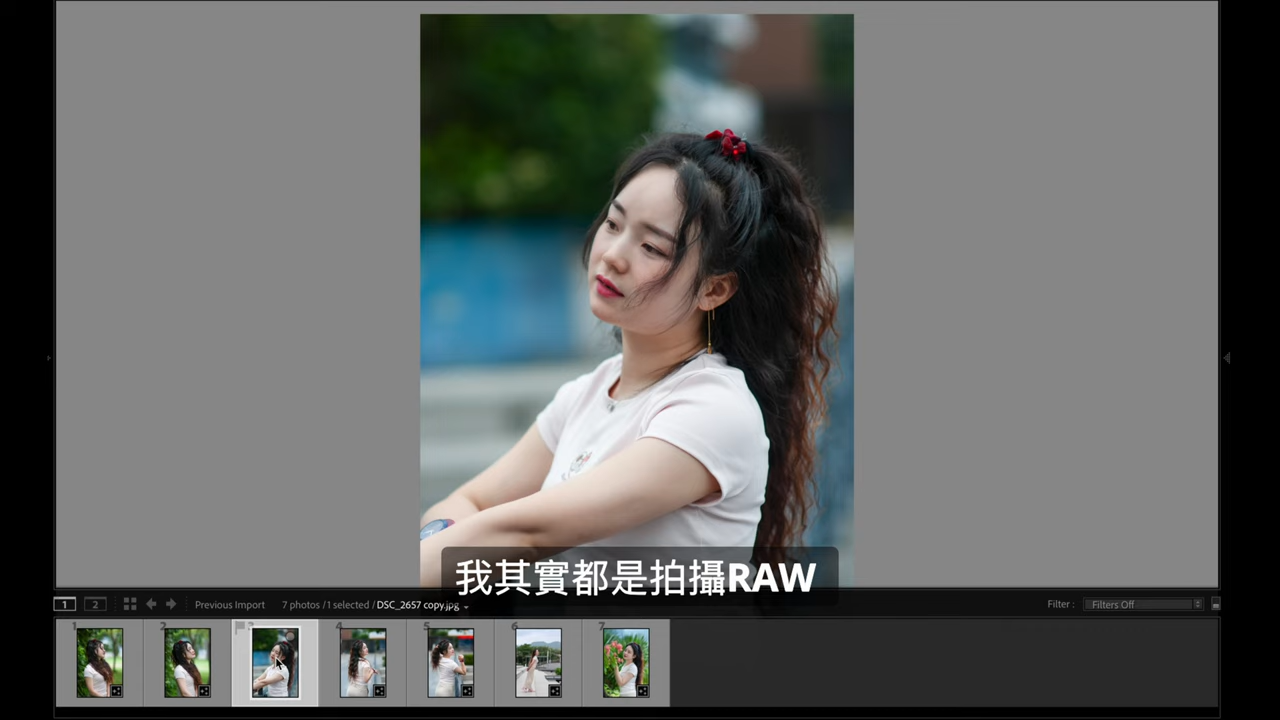 我其實都是拍攝RAW
1 2 Previous Import 7 photos / 1 selected / DSC_2657 copy.jpg Filter : Filters Off
1 2 3 4 5 6 7